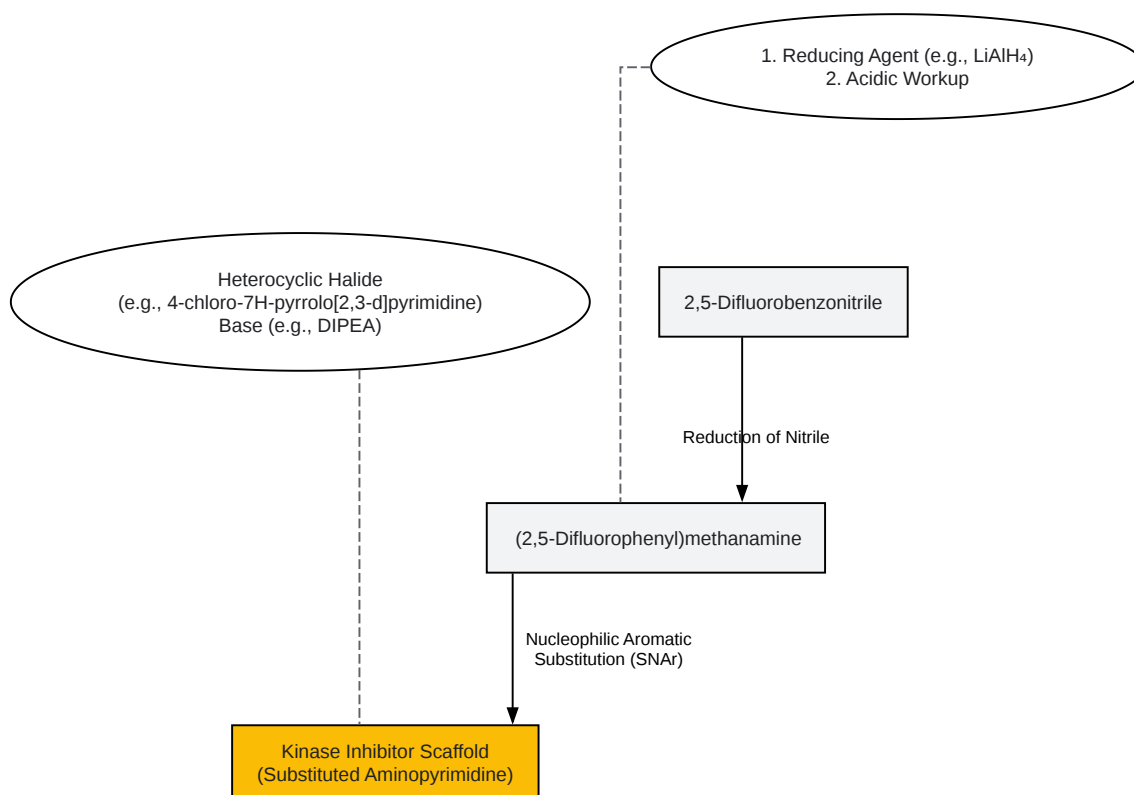 1. Reducing Agent (e.g., LiAlH₄)
2. Acidic Workup
Heterocyclic Halide
(e.g., 4-chloro-7H-pyrrolo[2,3-d]pyrimidine)
Base (e.g., DIPEA)
2,5-Difluorobenzonitrile
Reduction of Nitrile
(2,5-Difluorophenyl)methanamine
Nucleophilic Aromatic
Substitution (SNAr)
Kinase Inhibitor Scaffold
(Substituted Aminopyrimidine)